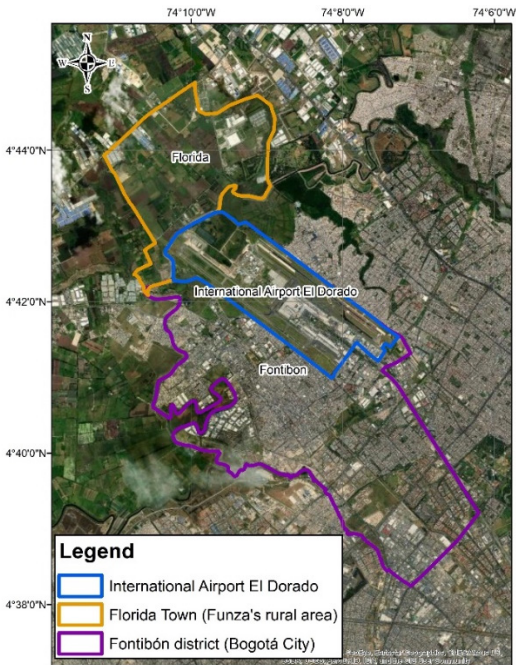 74°10'0"W 74°8'0"W 74°6'0"W
N
W E
S
4°44'0"N
Florida
4°42'0"N
International Airport El Dorado
Fontibon
4°40'0"N
4°38'0"N
Legend
International Airport El Dorado
Florida Town (Funza's rural area)
Fontibón district (Bogotá City)